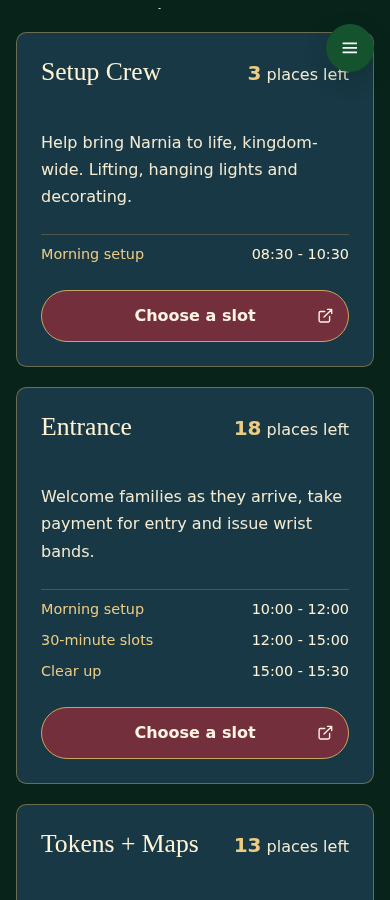 Setup Crew
3 places left
Help bring Narnia to life, kingdom-
wide. Lifting, hanging lights and
decorating.
Morning setup 08:30 - 10:30
Choose a slot
Entrance
18 places left
Welcome families as they arrive, take
payment for entry and issue wrist
bands.
Morning setup 10:00 - 12:00
30-minute slots 12:00 - 15:00
Clear up 15:00 - 15:30
Choose a slot
Tokens + Maps
13 places left